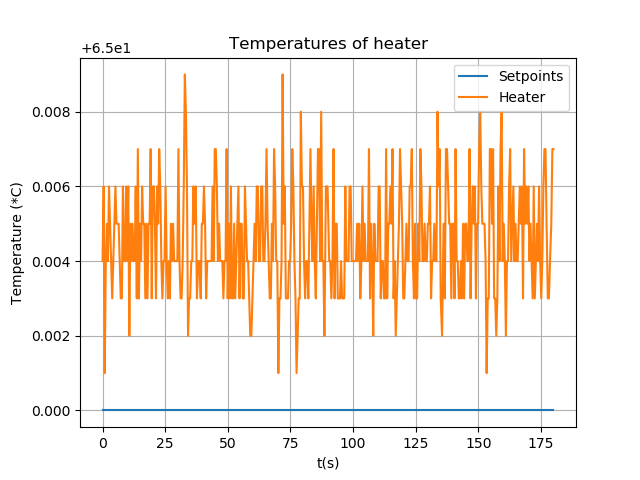 Temperatures of heater
+6.5e1
Setpoints
Heater
0.008
0.006
0.004
0.002
0.000
Temperature (*C)
0 25 50 75 100 125 150 175
t(s)